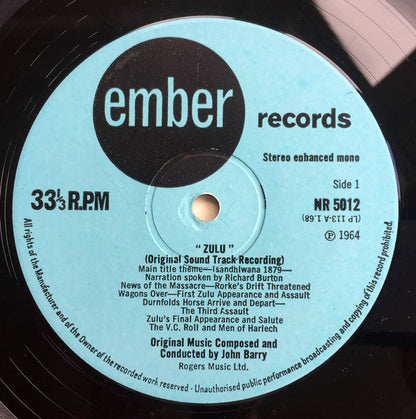 ember
records
Stereo enhanced mono
33⅓ R.P.M
Side 1
NR 5012
(LP 113-A-68)
℗ 1964
" ZULU "
(Original Sound Track Recording)
Main title theme—Isandhlwana 1879—
Narration spoken by Richard Burton
News of the Massacre—Rorke's Drift Threatened
Wagons Over—First Zulu Appearance and Assault
Durnfolds Horse Arrive and Depart—
The Third Assault
Zulu's Final Appearance and Salute
The V.C. Roll and Men of Harlech
Original Music Composed and
Conducted by John Barry
Rogers Music Ltd.
All rights of the Manufacturer and of the Owner of the recorded work reserved - Unauthorised public performance broadcasting and copying of this record prohibited.